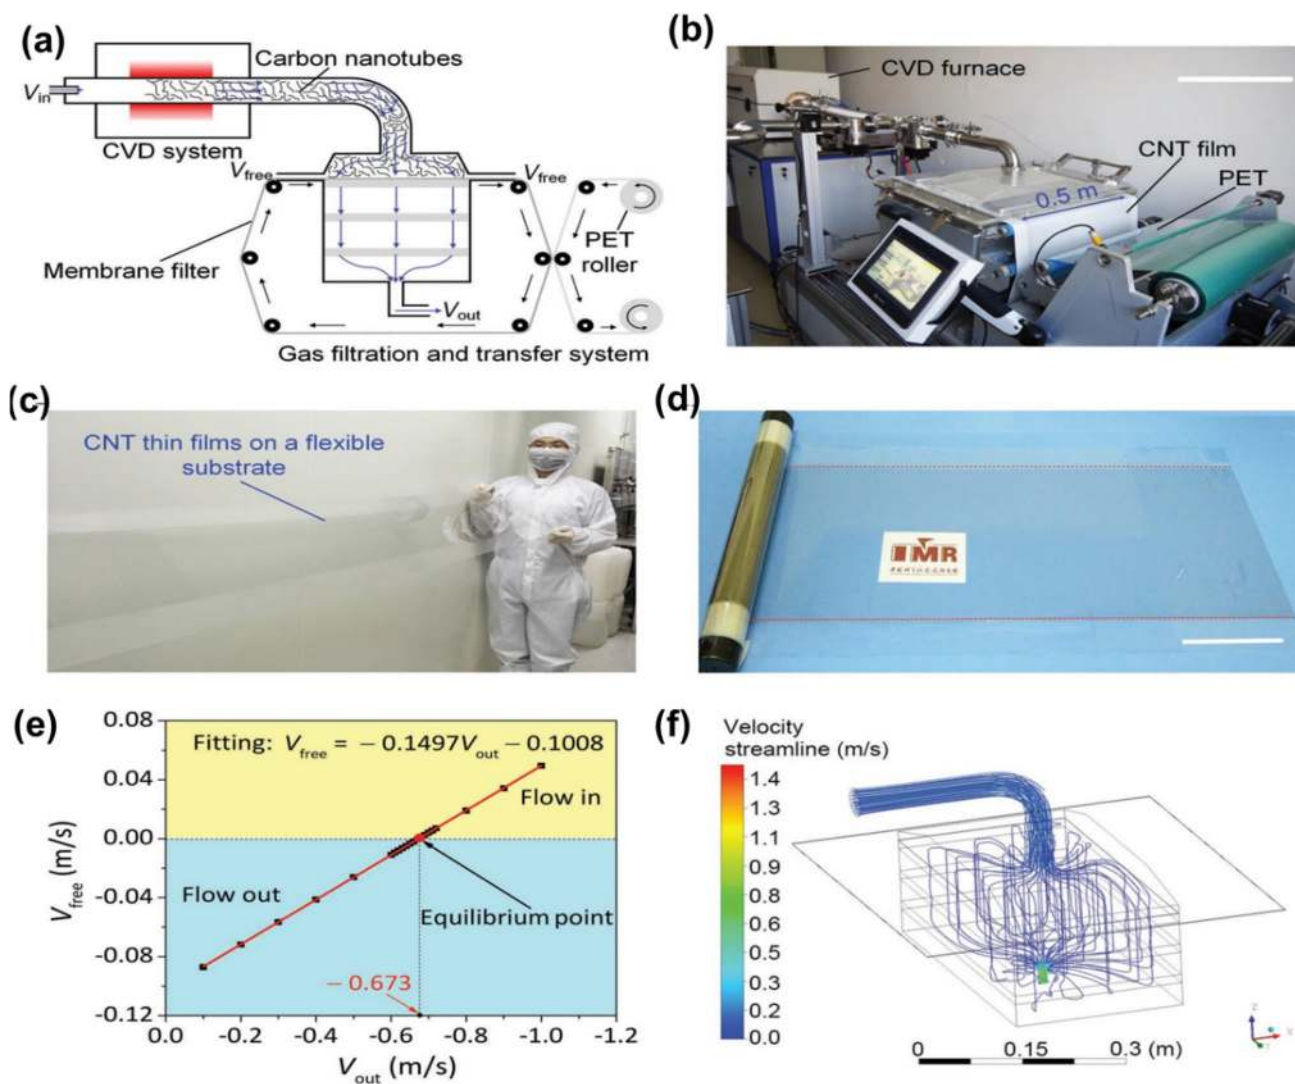 (a)
Carbon nanotubes
V_in
CVD system
V_free
V_free
Membrane filter
PET
roller
V_out
Gas filtration and transfer system
(b)
CVD furnace
CNT film
PET
0.5 m
(c)
CNT thin films on a flexible
substrate
(d)
IMR
(e)
0.08
0.04
0.00
-0.04
-0.08
-0.12
V_free (m/s)
Fitting: V_free = − 0.1497V_out − 0.1008
Flow in
Flow out
Equilibrium point
− 0.673
0.0 -0.2 -0.4 -0.6 -0.8 -1.0 -1.2
V_out (m/s)
(f)
Velocity
streamline (m/s)
1.4
1.3
1.1
0.9
0.8
0.6
0.5
0.3
0.2
0.0
0 0.15 0.3 (m)
Z
X
Y